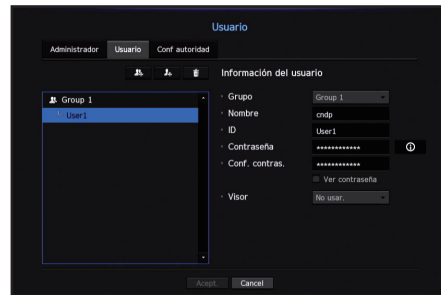 Usuario
Administrador Usuario Conf autoridad
Información del usuario
Group 1
User1
Grupo Group 1
Nombre cndp
ID User1
Contraseña ************
Conf. contras. ************
Ver contraseña
Visor No usar.
Acept. Cancel